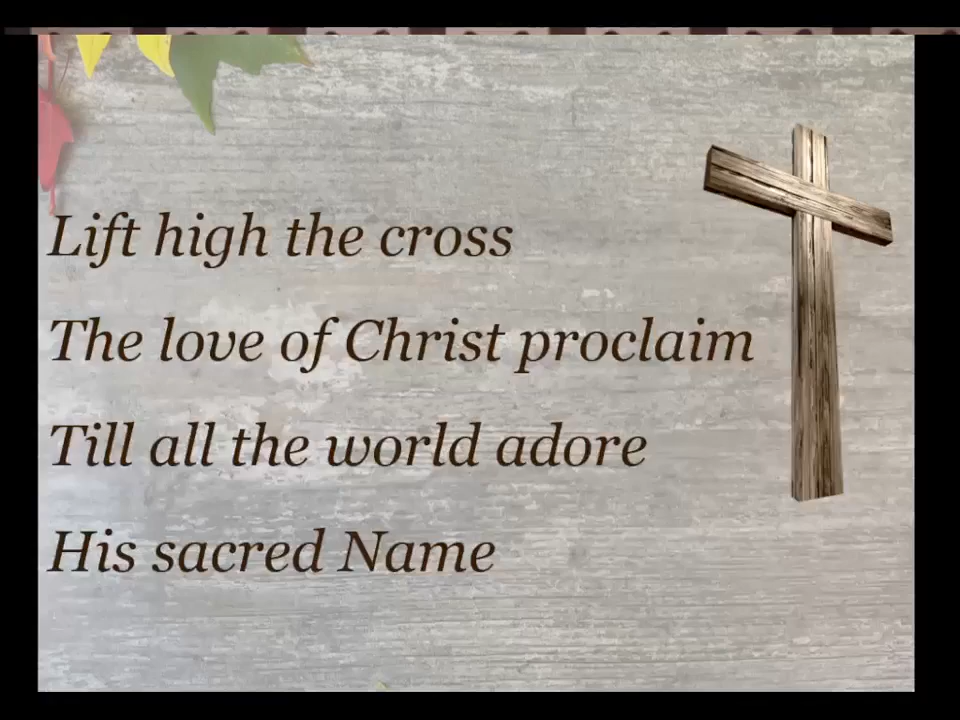 Lift high the cross
The love of Christ proclaim
Till all the world adore
His sacred Name